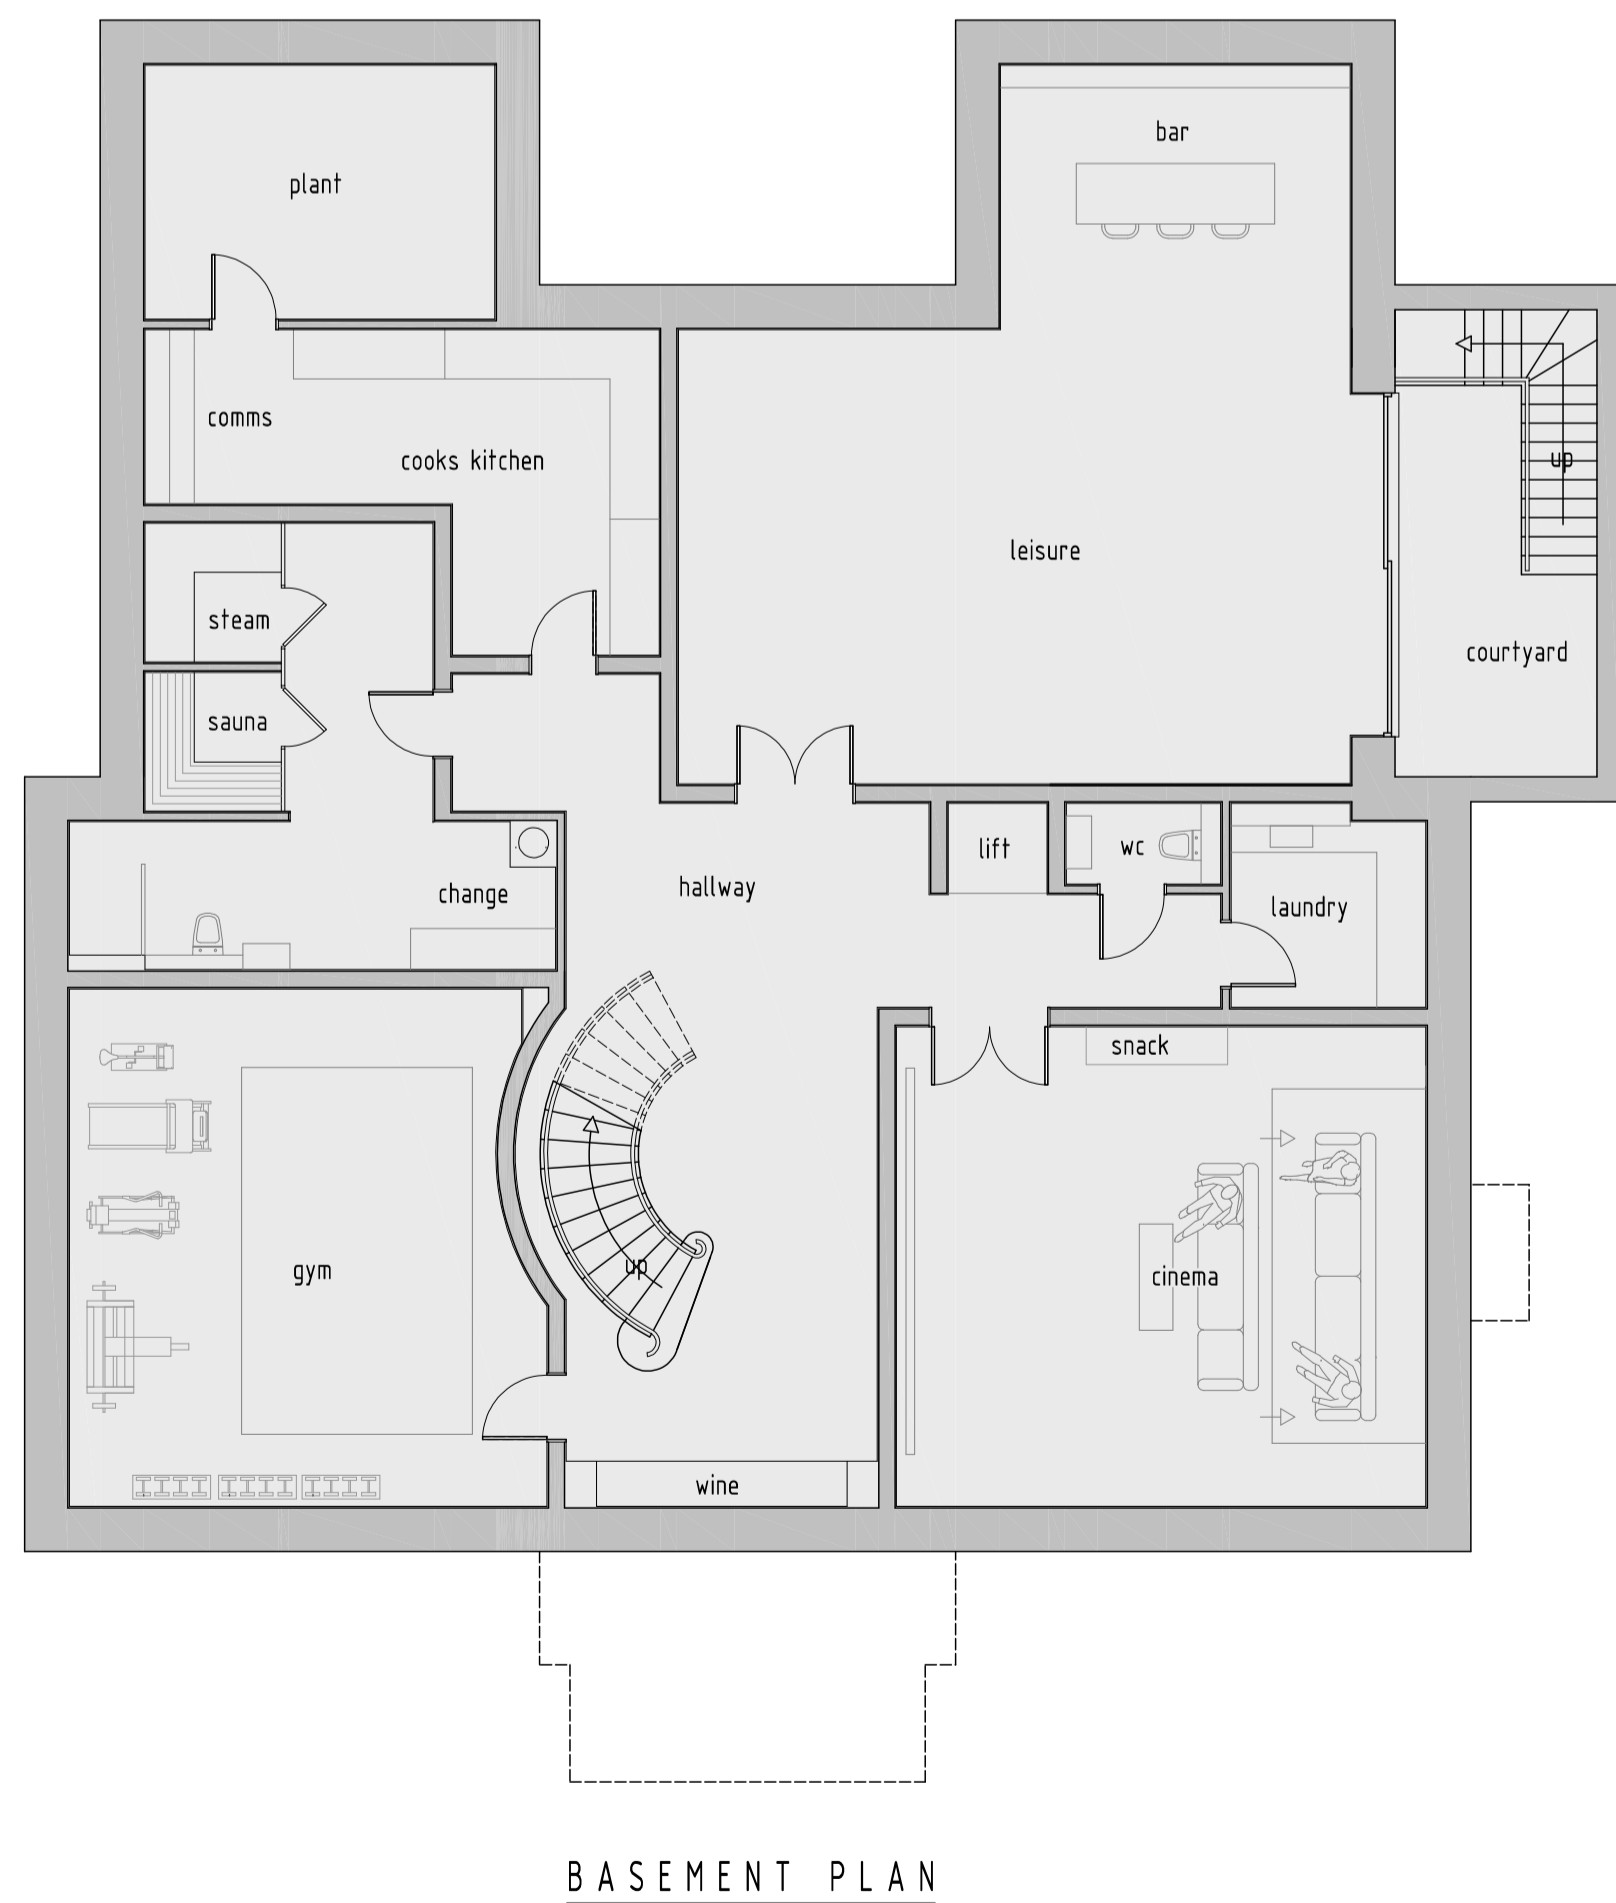 bar
plant
comms
cooks kitchen
up
leisure
steam
courtyard
sauna
lift
wc
hallway
change
laundry
snack
up
gym
cinema
wine
BASEMENT PLAN